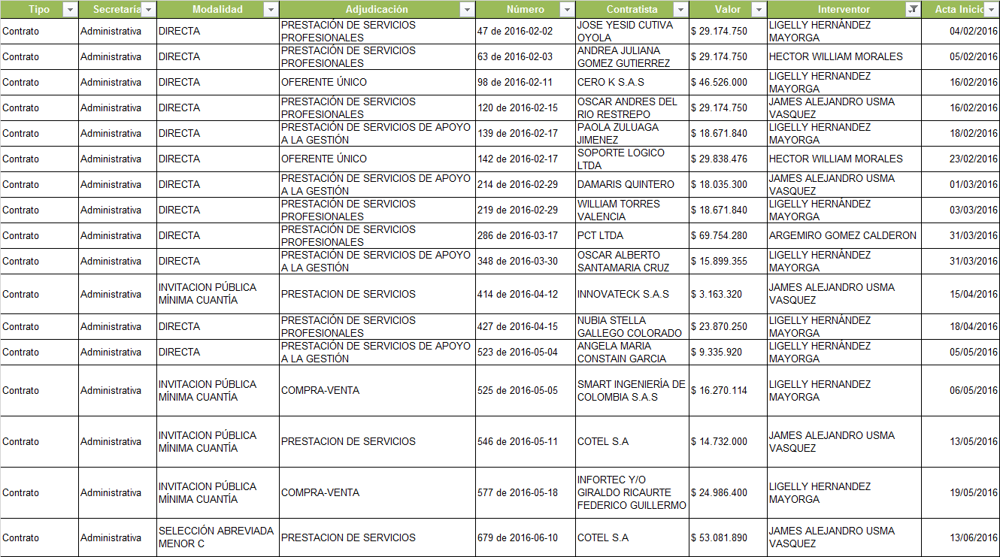 Tipo Secretaría Modalidad Adjudicación Número Contratista Valor Interventor Acta Inicio
Contrato Administrativa DIRECTA PRESTACIÓN DE SERVICIOS PROFESIONALES 47 de 2016-02-02 JOSE YESID CUTIVA OYOLA $ 29.174.750 LIGELLY HERNÁNDEZ MAYORGA 04/02/2016
Contrato Administrativa DIRECTA PRESTACIÓN DE SERVICIOS PROFESIONALES 63 de 2016-02-03 ANDREA JULIANA GOMEZ GUTIERREZ $ 29.174.750 HECTOR WILLIAM MORALES 05/02/2016
Contrato Administrativa DIRECTA OFERENTE ÚNICO 98 de 2016-02-11 CERO K S.A.S $ 46.526.000 LIGELLY HERNANDEZ MAYORGA 16/02/2016
Contrato Administrativa DIRECTA PRESTACIÓN DE SERVICIOS PROFESIONALES 120 de 2016-02-15 OSCAR ANDRES DEL RIO RESTREPO $ 29.174.750 JAMES ALEJANDRO USMA VASQUEZ 16/02/2016
Contrato Administrativa DIRECTA PRESTACIÓN DE SERVICIOS DE APOYO A LA GESTIÓN 139 de 2016-02-17 PAOLA ZULUAGA JIMENEZ $ 18.671.840 LIGELLY HERNÁNDEZ MAYORGA 18/02/2016
Contrato Administrativa DIRECTA OFERENTE ÚNICO 142 de 2016-02-17 SOPORTE LOGICO LTDA $ 29.838.476 HECTOR WILLIAM MORALES 23/02/2016
Contrato Administrativa DIRECTA PRESTACIÓN DE SERVICIOS DE APOYO A LA GESTIÓN 214 de 2016-02-29 DAMARIS QUINTERO $ 18.035.300 JAMES ALEJANDRO USMA VASQUEZ 01/03/2016
Contrato Administrativa DIRECTA PRESTACIÓN DE SERVICIOS PROFESIONALES 219 de 2016-02-29 WILLIAM TORRES VALENCIA $ 18.671.840 LIGELLY HERNÁNDEZ MAYORGA 03/03/2016
Contrato Administrativa DIRECTA PRESTACIÓN DE SERVICIOS PROFESIONALES 286 de 2016-03-17 PCT LTDA $ 69.754.280 ARGEMIRO GOMEZ CALDERON 31/03/2016
Contrato Administrativa DIRECTA PRESTACIÓN DE SERVICIOS DE APOYO A LA GESTIÓN 348 de 2016-03-30 OSCAR ALBERTO SANTAMARIA CRUZ $ 15.899.355 LIGELLY HERNÁNDEZ MAYORGA 31/03/2016
Contrato Administrativa INVITACION PÚBLICA MÍNIMA CUANTÍA PRESTACION DE SERVICIOS 414 de 2016-04-12 INNOVATECK S.A.S $ 3.163.320 JAMES ALEJANDRO USMA VASQUEZ 15/04/2016
Contrato Administrativa DIRECTA PRESTACIÓN DE SERVICIOS PROFESIONALES 427 de 2016-04-15 NUBIA STELLA GALLEGO COLORADO $ 23.870.250 LIGELLY HERNÁNDEZ MAYORGA 18/04/2016
Contrato Administrativa DIRECTA PRESTACIÓN DE SERVICIOS DE APOYO A LA GESTIÓN 523 de 2016-05-04 ANGELA MARIA CONSTAIN GARCIA $ 9.335.920 LIGELLY HERNÁNDEZ MAYORGA 05/05/2016
Contrato Administrativa INVITACION PÚBLICA MÍNIMA CUANTÍA COMPRA-VENTA 525 de 2016-05-05 SMART INGENIERÍA DE COLOMBIA S.A.S $ 16.270.114 LIGELLY HERNANDEZ MAYORGA 06/05/2016
Contrato Administrativa INVITACION PÚBLICA MÍNIMA CUANTÍA PRESTACION DE SERVICIOS 546 de 2016-05-11 COTEL S.A $ 14.732.000 JAMES ALEJANDRO USMA VASQUEZ 13/05/2016
Contrato Administrativa INVITACION PÚBLICA MÍNIMA CUANTÍA COMPRA-VENTA 577 de 2016-05-18 INFORTEC Y/O GIRALDO RICAURTE FEDERICO GUILLERMO $ 24.986.400 LIGELLY HERNANDEZ MAYORGA 19/05/2016
Contrato Administrativa SELECCIÓN ABREVIADA MENOR C PRESTACION DE SERVICIOS 679 de 2016-06-10 COTEL S.A $ 53.081.890 JAMES ALEJANDRO USMA VASQUEZ 13/06/2016